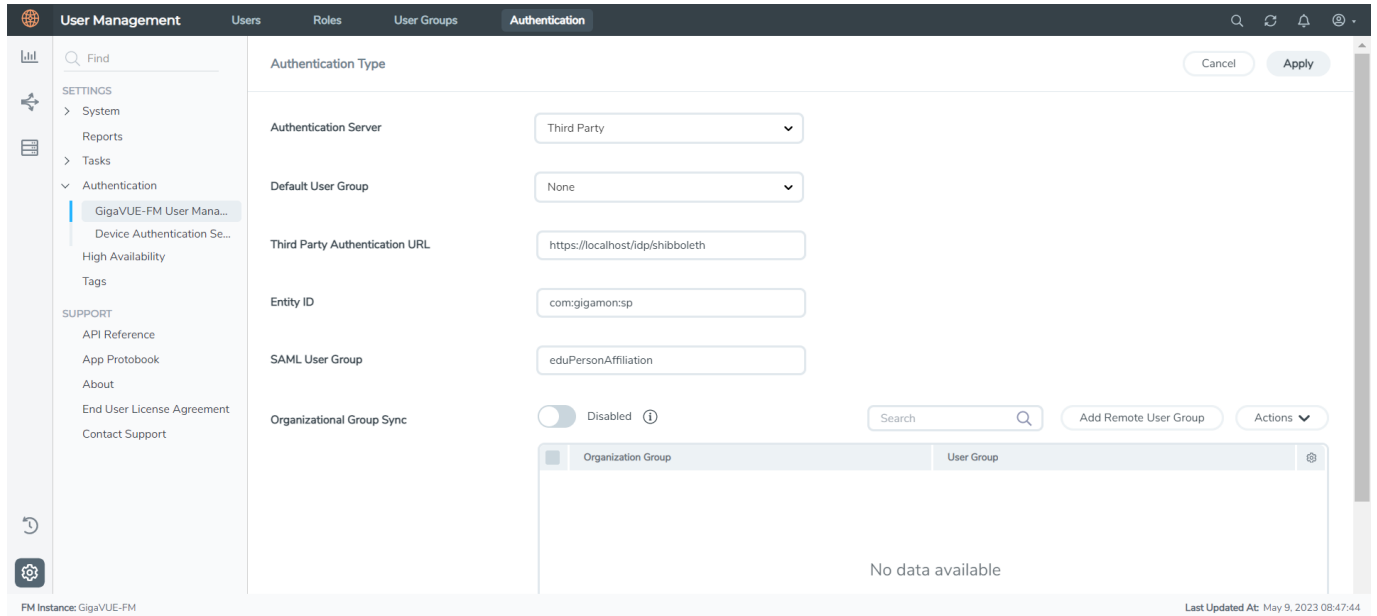 User Management
Users
Roles
User Groups
Authentication
Find
SETTINGS
System
Reports
Tasks
Authentication
GigaVUE-FM User Mana...
Device Authentication Se...
High Availability
Tags
SUPPORT
API Reference
App Protobook
About
End User License Agreement
Contact Support
Authentication Type
Cancel
Apply
Authentication Server
Third Party
Default User Group
None
Third Party Authentication URL
https://localhost/idp/shibboleth
Entity ID
com:gigamon:sp
SAML User Group
eduPersonAffiliation
Organizational Group Sync
Disabled
Search
Add Remote User Group
Actions
Organization Group
User Group
No data available
FM Instance: GigaVUE-FM
Last Updated At: May 9, 2023 08:47:44